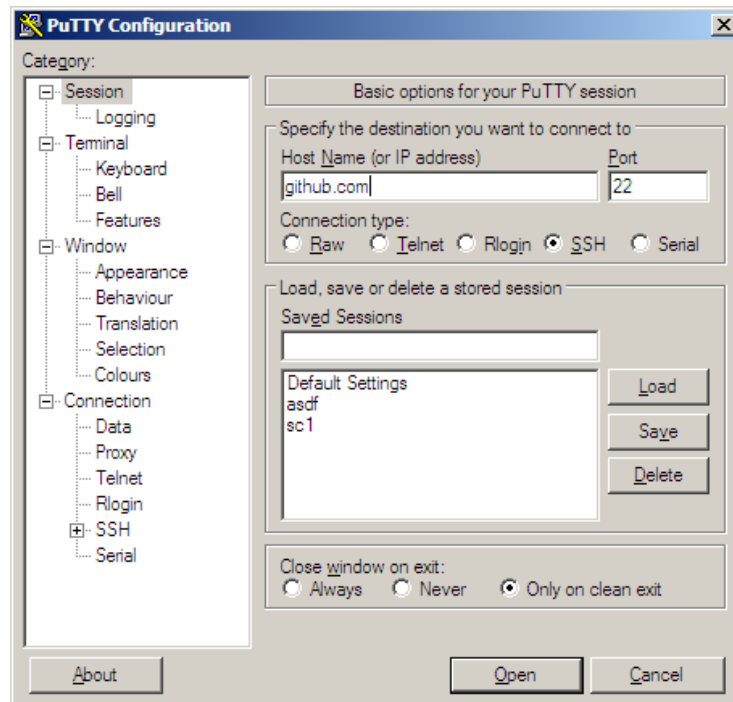 PuTTY Configuration
Category:
Session
Logging
Terminal
Keyboard
Bell
Features
Window
Appearance
Behaviour
Translation
Selection
Colours
Connection
Data
Proxy
Telnet
Rlogin
SSH
Serial
Basic options for your PuTTY session
Specify the destination you want to connect to
Host Name (or IP address) Port
github.com 22
Connection type:
Raw Telnet Rlogin SSH Serial
Load, save or delete a stored session
Saved Sessions
Default Settings
asdf
sc1
Load
Save
Delete
Close window on exit:
Always Never Only on clean exit
About Open Cancel